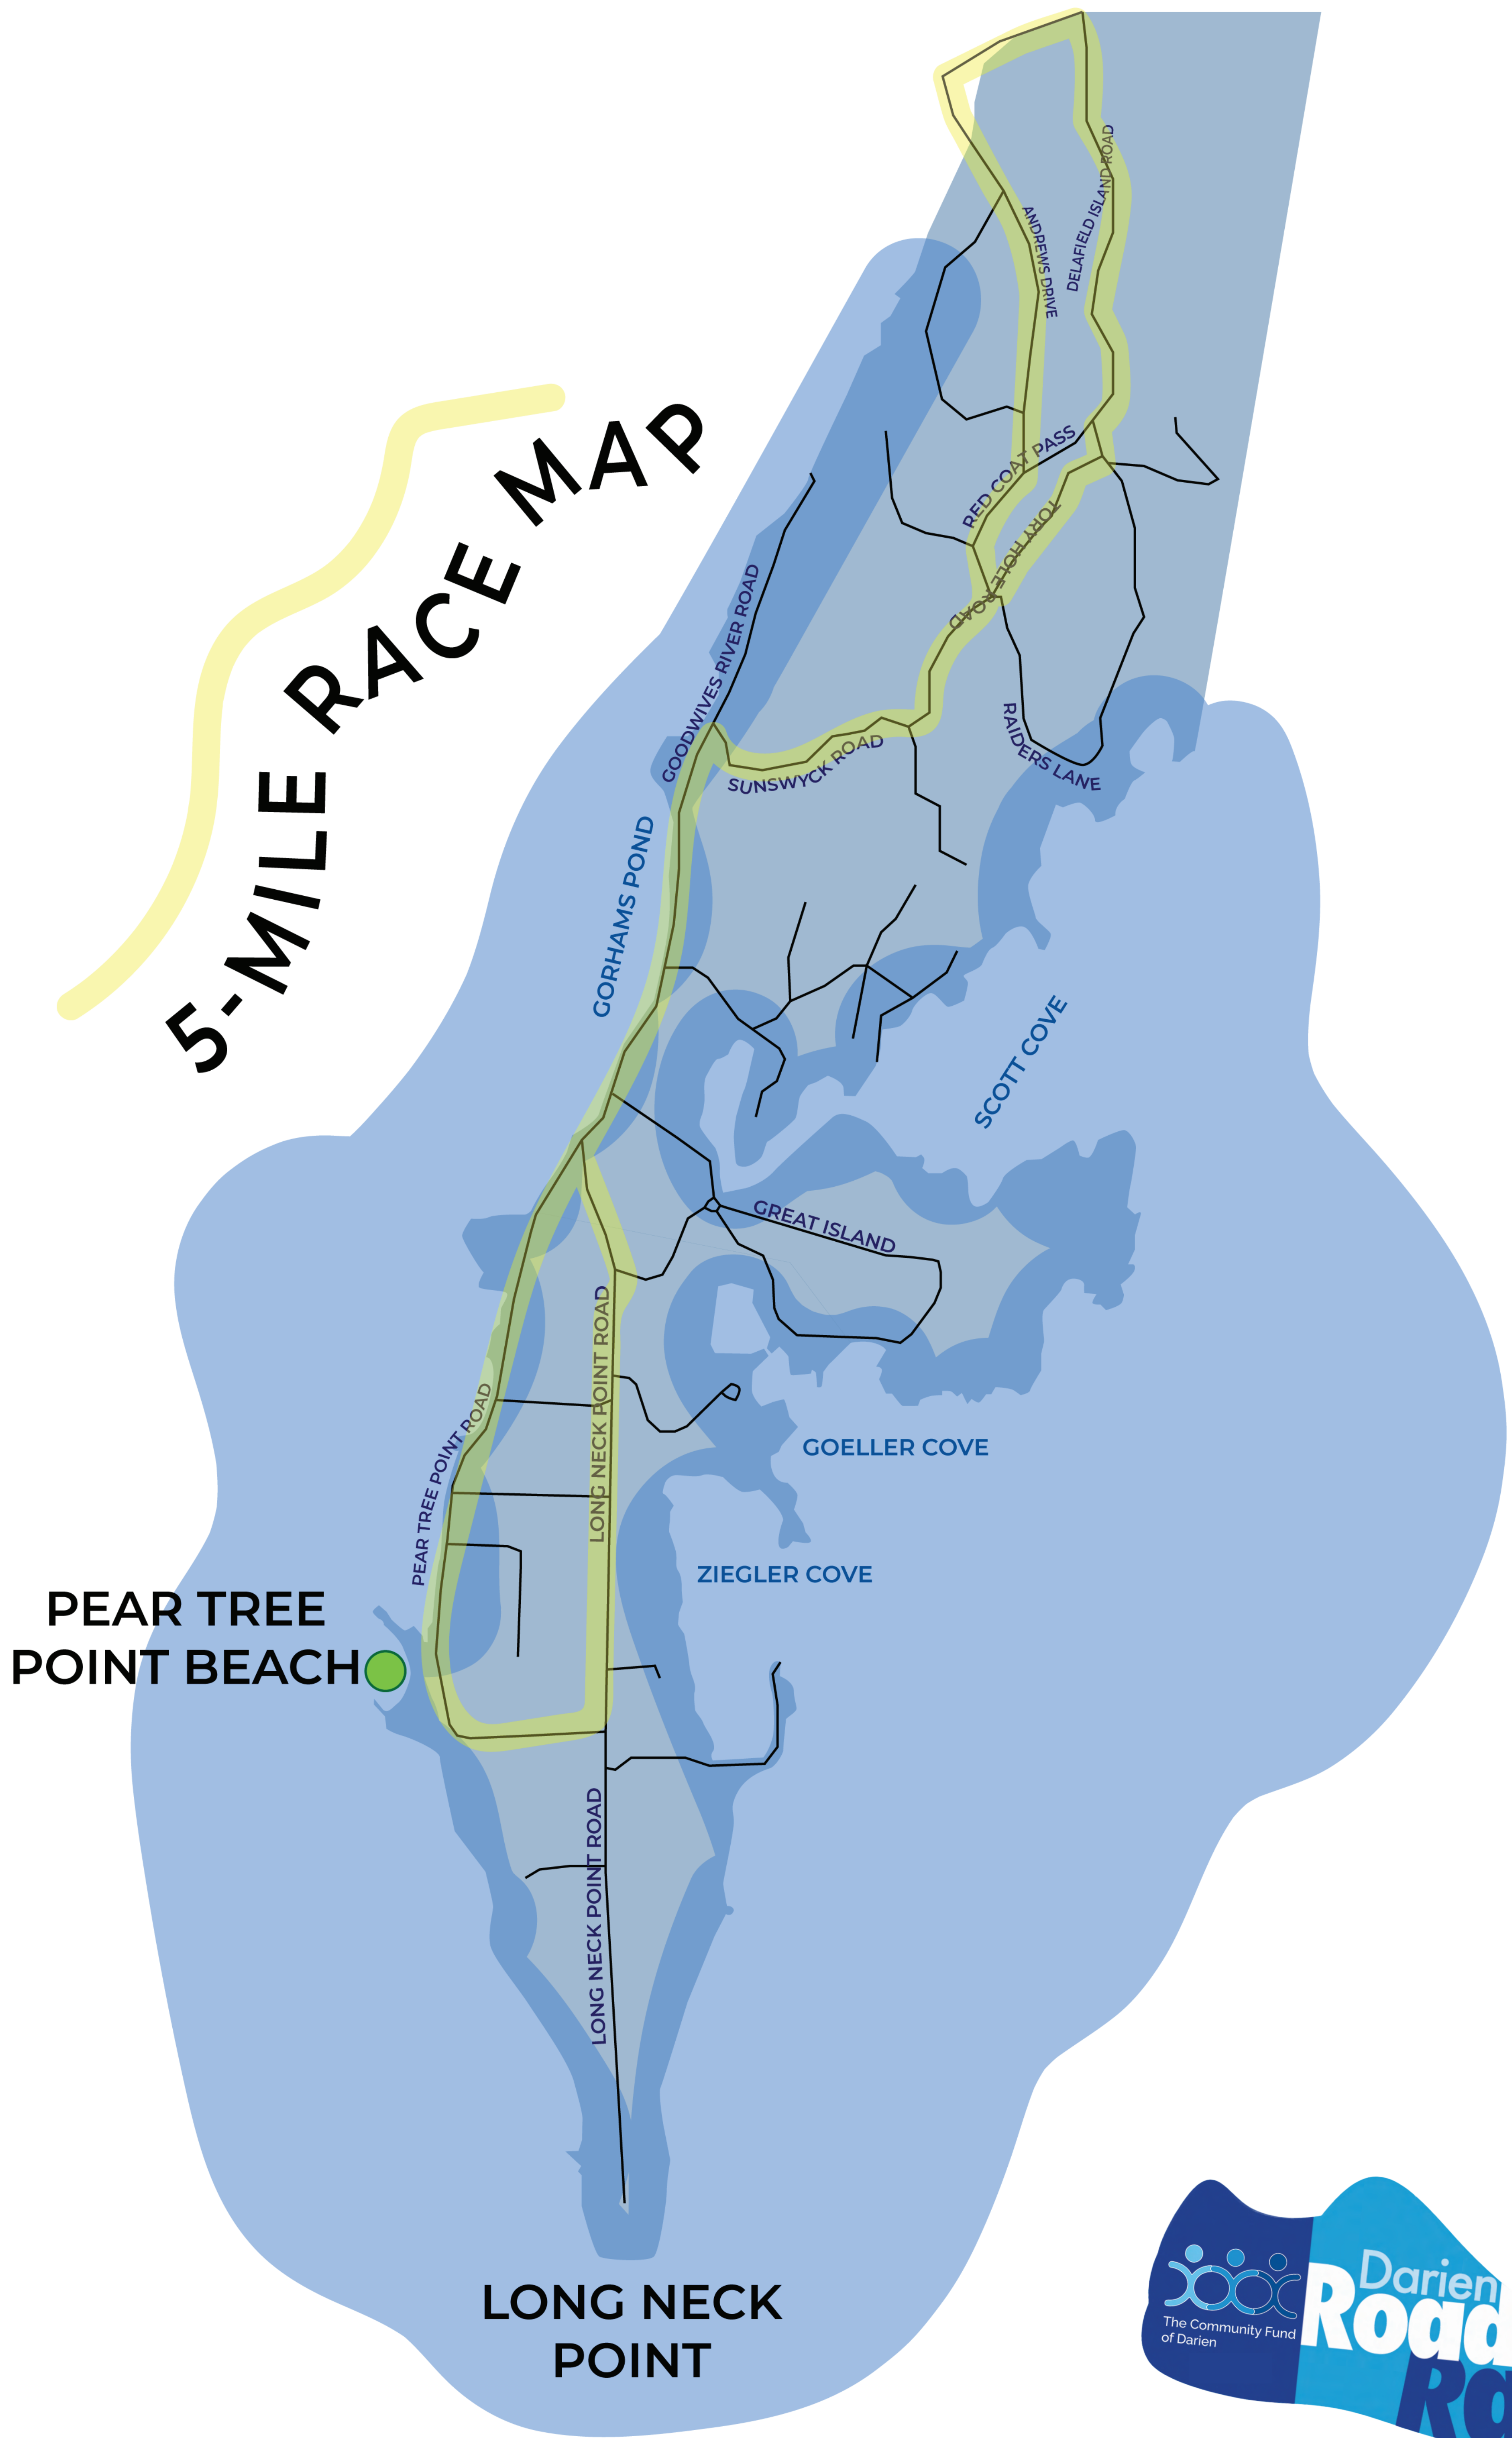 5-MILE RACE MAP
ANDREWS DRIVE
DELAFIELD ISLAND ROAD
RED COAT PASS
TORY HOLE ROAD
GOODWIVES RIVER ROAD
SUNSWYCK ROAD
RAIDERS LANE
GORHAMS POND
SCOTT COVE
GREAT ISLAND
LONG NECK POINT ROAD
PEAR TREE POINT ROAD
GOELLER COVE
ZIEGLER COVE
PEAR TREE
POINT BEACH
LONG NECK POINT ROAD
LONG NECK
POINT
The Community Fund
of Darien
Darien
Road